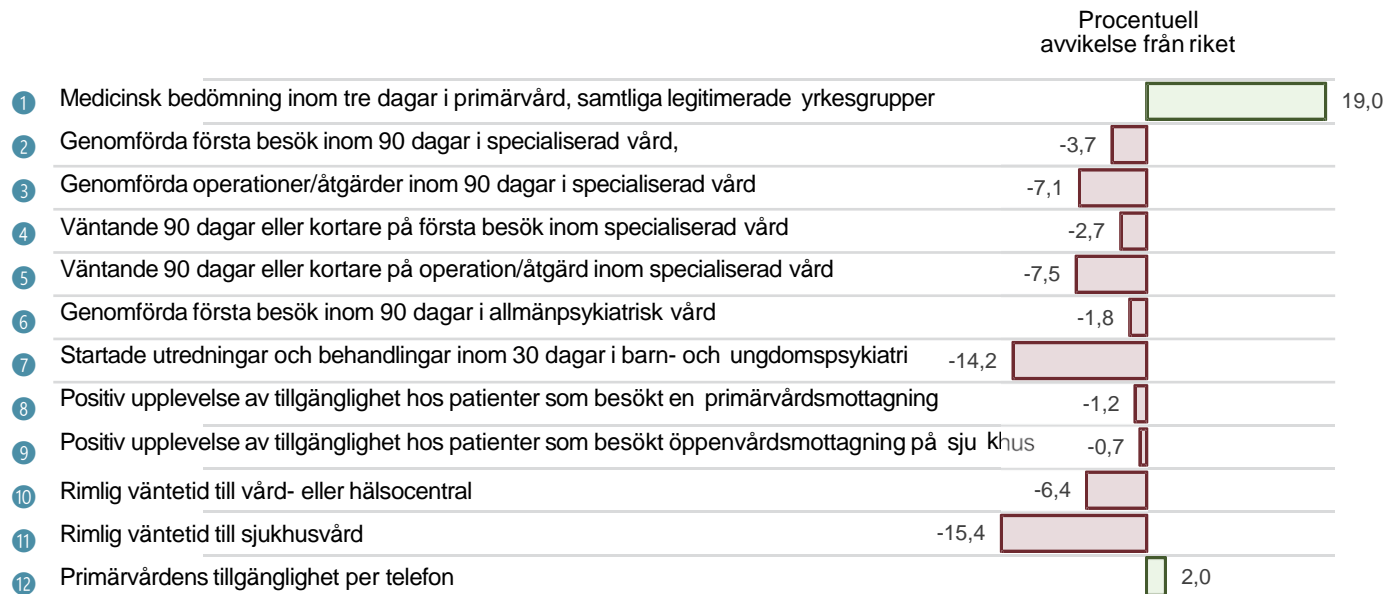 Procentuell
avvikelse från riket
1 Medicinsk bedömning inom tre dagar i primärvård, samtliga legitimerade yrkesgrupper 19,0
2 Genomförda första besök inom 90 dagar i specialiserad vård, -3,7
3 Genomförda operationer/åtgärder inom 90 dagar i specialiserad vård -7,1
4 Väntande 90 dagar eller kortare på första besök inom specialiserad vård -2,7
5 Väntande 90 dagar eller kortare på operation/åtgärd inom specialiserad vård -7,5
6 Genomförda första besök inom 90 dagar i allmänpsykiatrisk vård -1,8
7 Startade utredningar och behandlingar inom 30 dagar i barn- och ungdomspsykiatri -14,2
8 Positiv upplevelse av tillgänglighet hos patienter som besökt en primärvårdsmottagning -1,2
9 Positiv upplevelse av tillgänglighet hos patienter som besökt öppenvårdsmottagning på sju khus -0,7
10 Rimlig väntetid till vård- eller hälsocentral -6,4
11 Rimlig väntetid till sjukhusvård -15,4
12 Primärvårdens tillgänglighet per telefon 2,0